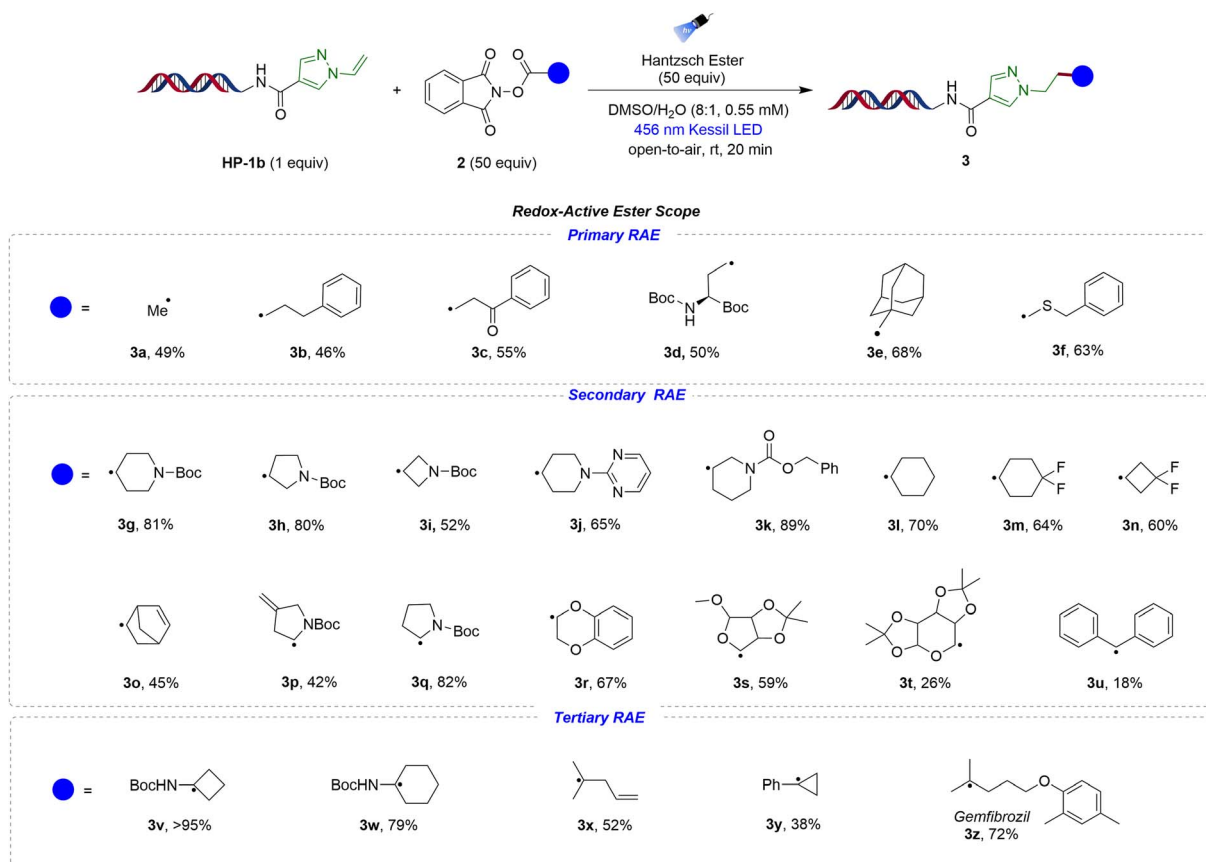 hν
Hantzsch Ester
(50 equiv)
DMSO/H2O (8:1, 0.55 mM)
456 nm Kessil LED
open-to-air, rt, 20 min
H
N
O
N
N
+
O
N
O
O
O
H
N
O
N
N
HP-1b (1 equiv)
2 (50 equiv)
3
Redox-Active Ester Scope
Primary RAE
=
Me
O
Boc
N
H
Boc
S
3a, 49%
3b, 46%
3c, 55%
3d, 50%
3e, 68%
3f, 63%
Secondary RAE
=
N
Boc
N
Boc
N
Boc
N
N
N
N
O
O
Ph
F
F
F
F
3g, 81%
3h, 80%
3i, 52%
3j, 65%
3k, 89%
3l, 70%
3m, 64%
3n, 60%
NBoc
N
Boc
O
O
O
O
O
O
O
O
O
O
O
3o, 45%
3p, 42%
3q, 82%
3r, 67%
3s, 59%
3t, 26%
3u, 18%
Tertiary RAE
=
BocHN
BocHN
Ph
O
Gemfibrozil
3v, >95%
3w, 79%
3x, 52%
3y, 38%
3z, 72%